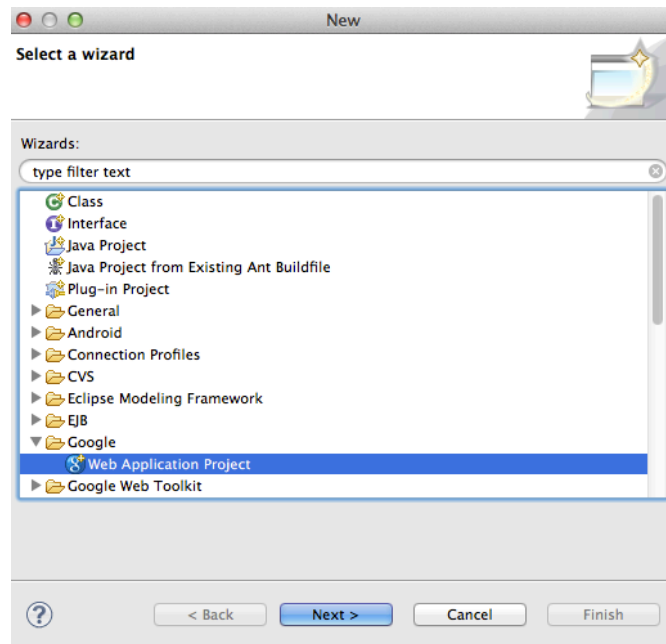 New
Select a wizard
Wizards:
type filter text
Class
Interface
Java Project
Java Project from Existing Ant Buildfile
Plug-in Project
General
Android
Connection Profiles
CVS
Eclipse Modeling Framework
EJB
Google
Web Application Project
Google Web Toolkit
? < Back Next > Cancel Finish